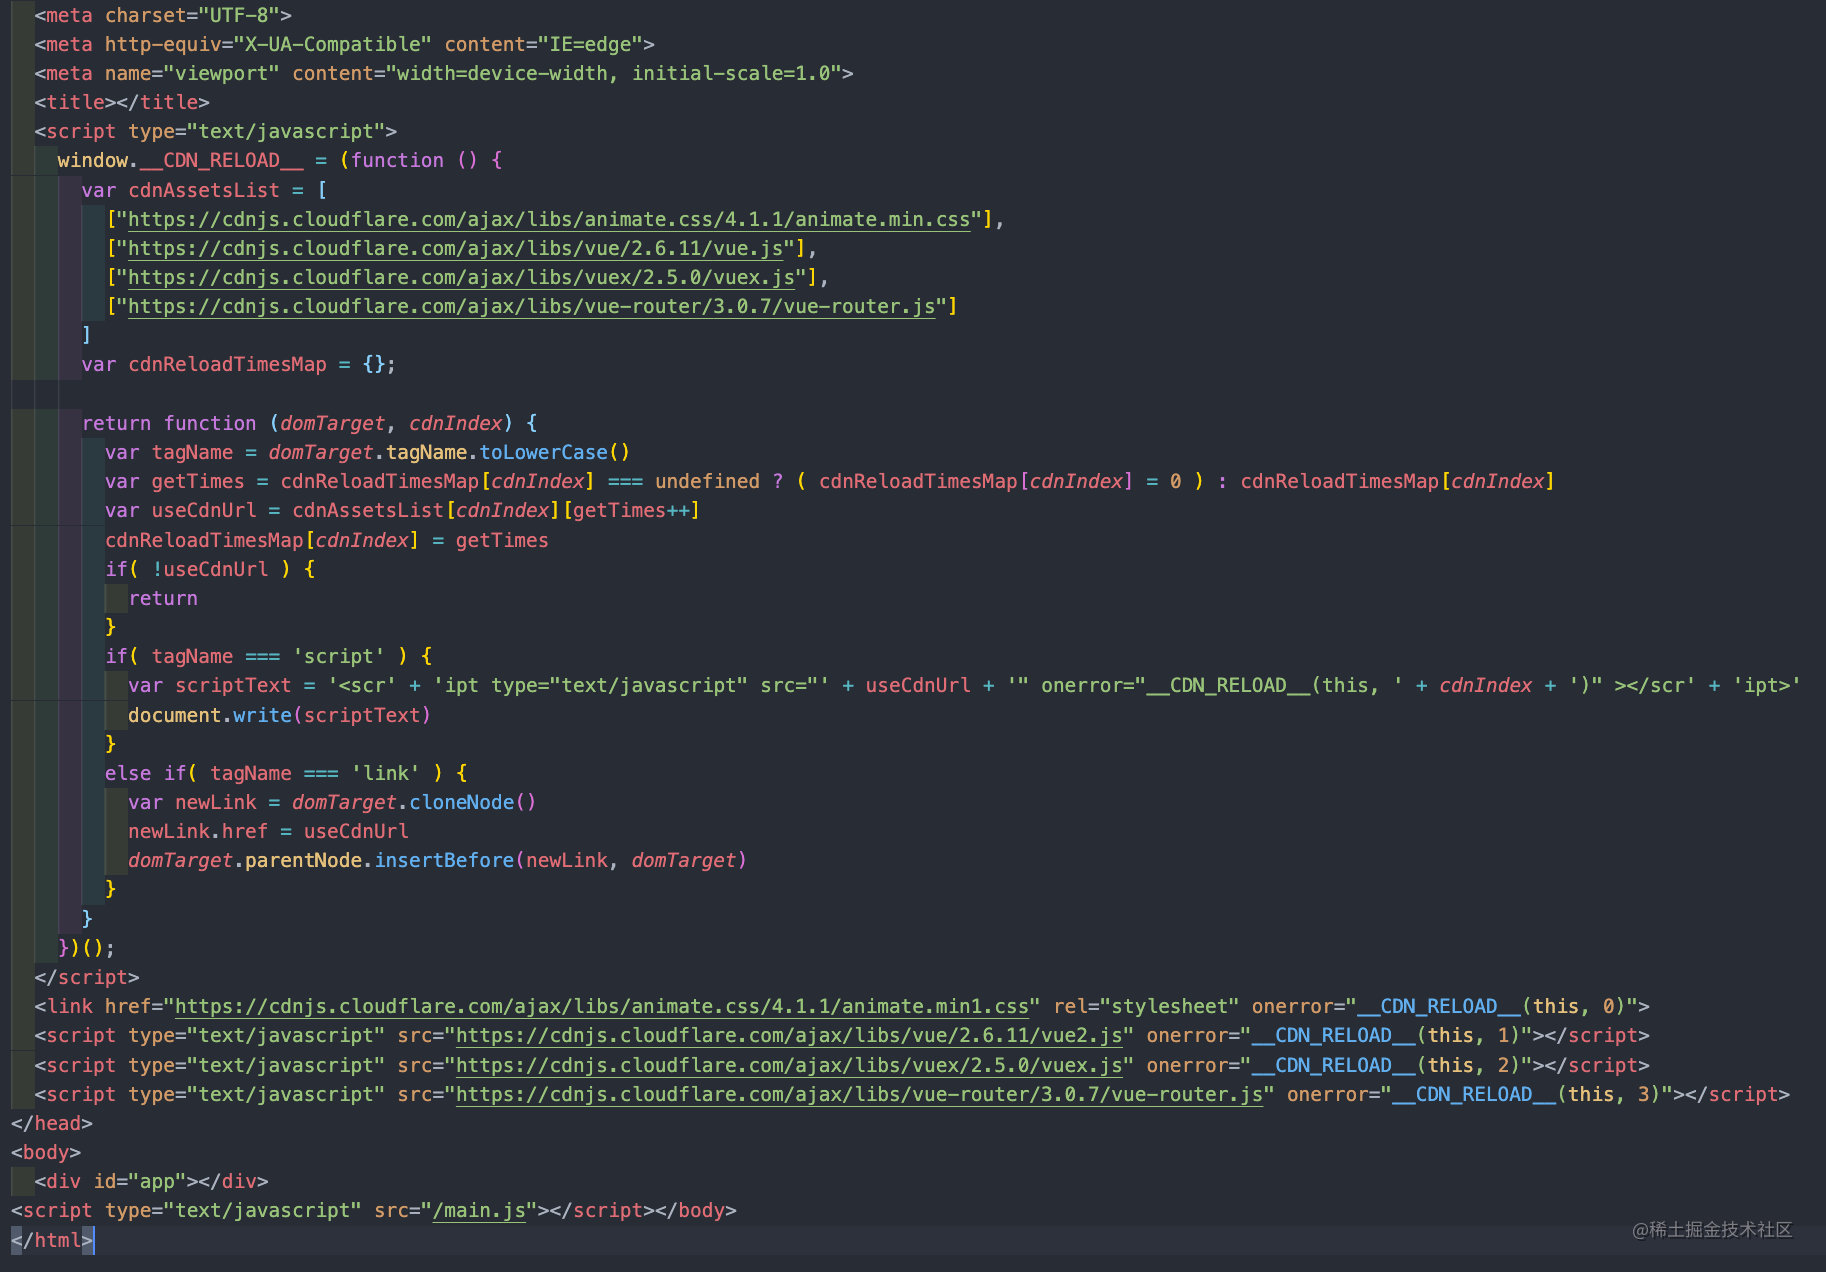 <meta charset="UTF-8">
<meta http-equiv="X-UA-Compatible" content="IE=edge">
<meta name="viewport" content="width=device-width, initial-scale=1.0">
<title></title>
<script type="text/javascript">
window.__CDN_RELOAD__ = (function () {
var cdnAssetsList = [
["https://cdnjs.cloudflare.com/ajax/libs/animate.css/4.1.1/animate.min.css"],
["https://cdnjs.cloudflare.com/ajax/libs/vue/2.6.11/vue.js"],
["https://cdnjs.cloudflare.com/ajax/libs/vuex/2.5.0/vuex.js"],
["https://cdnjs.cloudflare.com/ajax/libs/vue-router/3.0.7/vue-router.js"]
]
var cdnReloadTimesMap = {};
return function (domTarget, cdnIndex) {
var tagName = domTarget.tagName.toLowerCase()
var getTimes = cdnReloadTimesMap[cdnIndex] === undefined ? ( cdnReloadTimesMap[cdnIndex] = 0 ) : cdnReloadTimesMap[cdnIndex]
var useCdnUrl = cdnAssetsList[cdnIndex][getTimes++]
cdnReloadTimesMap[cdnIndex] = getTimes
if( !useCdnUrl ) {
return
}
if( tagName === 'script' ) {
var scriptText = '<scr' + 'ipt type="text/javascript" src="' + useCdnUrl + '" onerror="__CDN_RELOAD__(this, ' + cdnIndex + ')" ></scr' + 'ipt>'
document.write(scriptText)
}
else if( tagName === 'link' ) {
var newLink = domTarget.cloneNode()
newLink.href = useCdnUrl
domTarget.parentNode.insertBefore(newLink, domTarget)
}
}
})();
</script>
<link href="https://cdnjs.cloudflare.com/ajax/libs/animate.css/4.1.1/animate.min1.css" rel="stylesheet" onerror="__CDN_RELOAD__(this, 0)">
<script type="text/javascript" src="https://cdnjs.cloudflare.com/ajax/libs/vue/2.6.11/vue2.js" onerror="__CDN_RELOAD__(this, 1)"></script>
<script type="text/javascript" src="https://cdnjs.cloudflare.com/ajax/libs/vuex/2.5.0/vuex.js" onerror="__CDN_RELOAD__(this, 2)"></script>
<script type="text/javascript" src="https://cdnjs.cloudflare.com/ajax/libs/vue-router/3.0.7/vue-router.js" onerror="__CDN_RELOAD__(this, 3)"></script>
</head>
<body>
<div id="app"></div>
<script type="text/javascript" src="/main.js"></script></body>
</html>
@稀土掘金技术社区